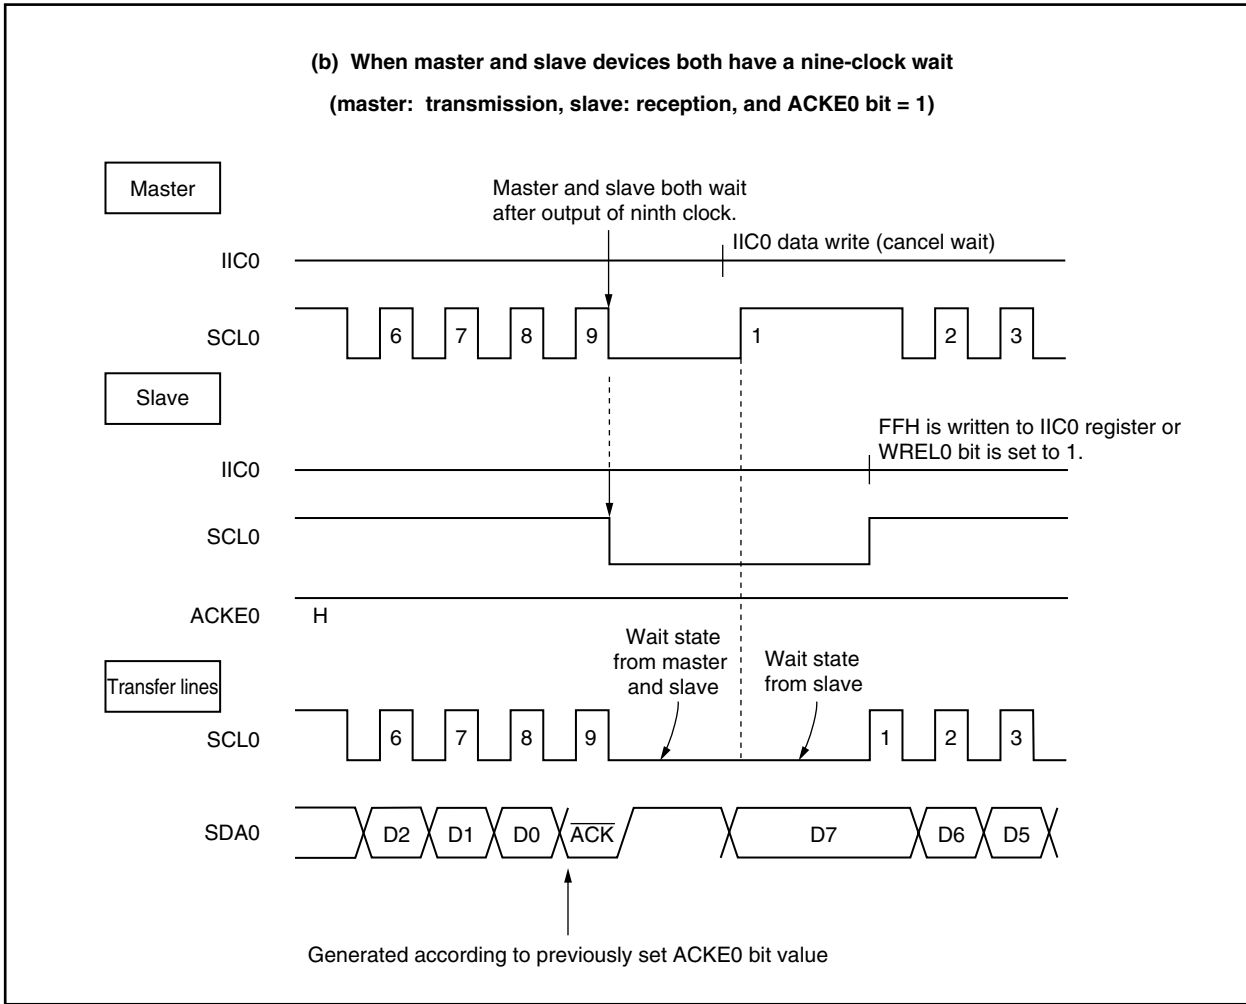 (b) When master and slave devices both have a nine-clock wait
(master: transmission, slave: reception, and ACKE0 bit = 1)
Master
Master and slave both wait
after output of ninth clock.
IIC0 data write (cancel wait)
IIC0
SCL0
6 7 8 9 1 2 3
Slave
FFH is written to IIC0 register or
WREL0 bit is set to 1.
IIC0
SCL0
ACKE0 H
Wait state
from master
and slave
Wait state
from slave
Transfer lines
SCL0
6 7 8 9 1 2 3
SDA0
D2 D1 D0 ACK D7 D6 D5
Generated according to previously set ACKE0 bit value